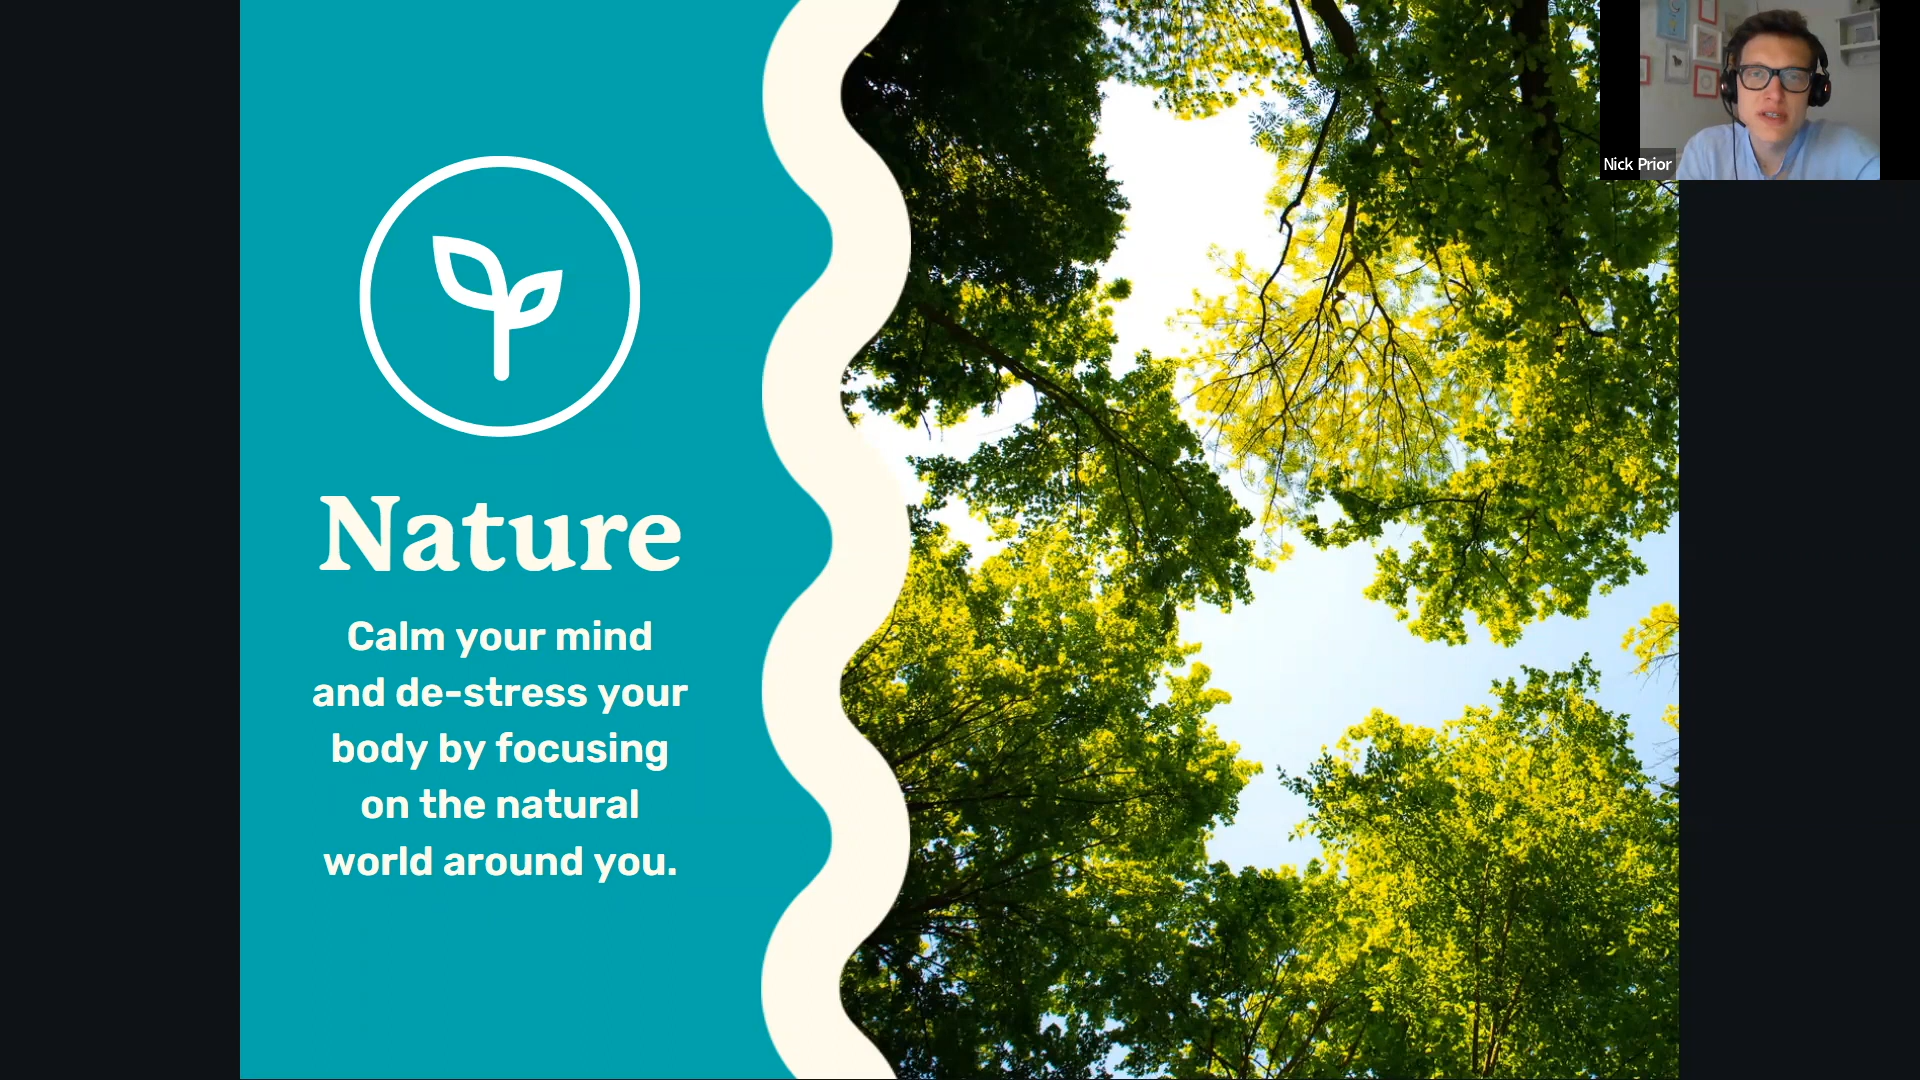 Nature
Calm your mind
and de-stress your
body by focusing
on the natural
world around you.
Nick Prior